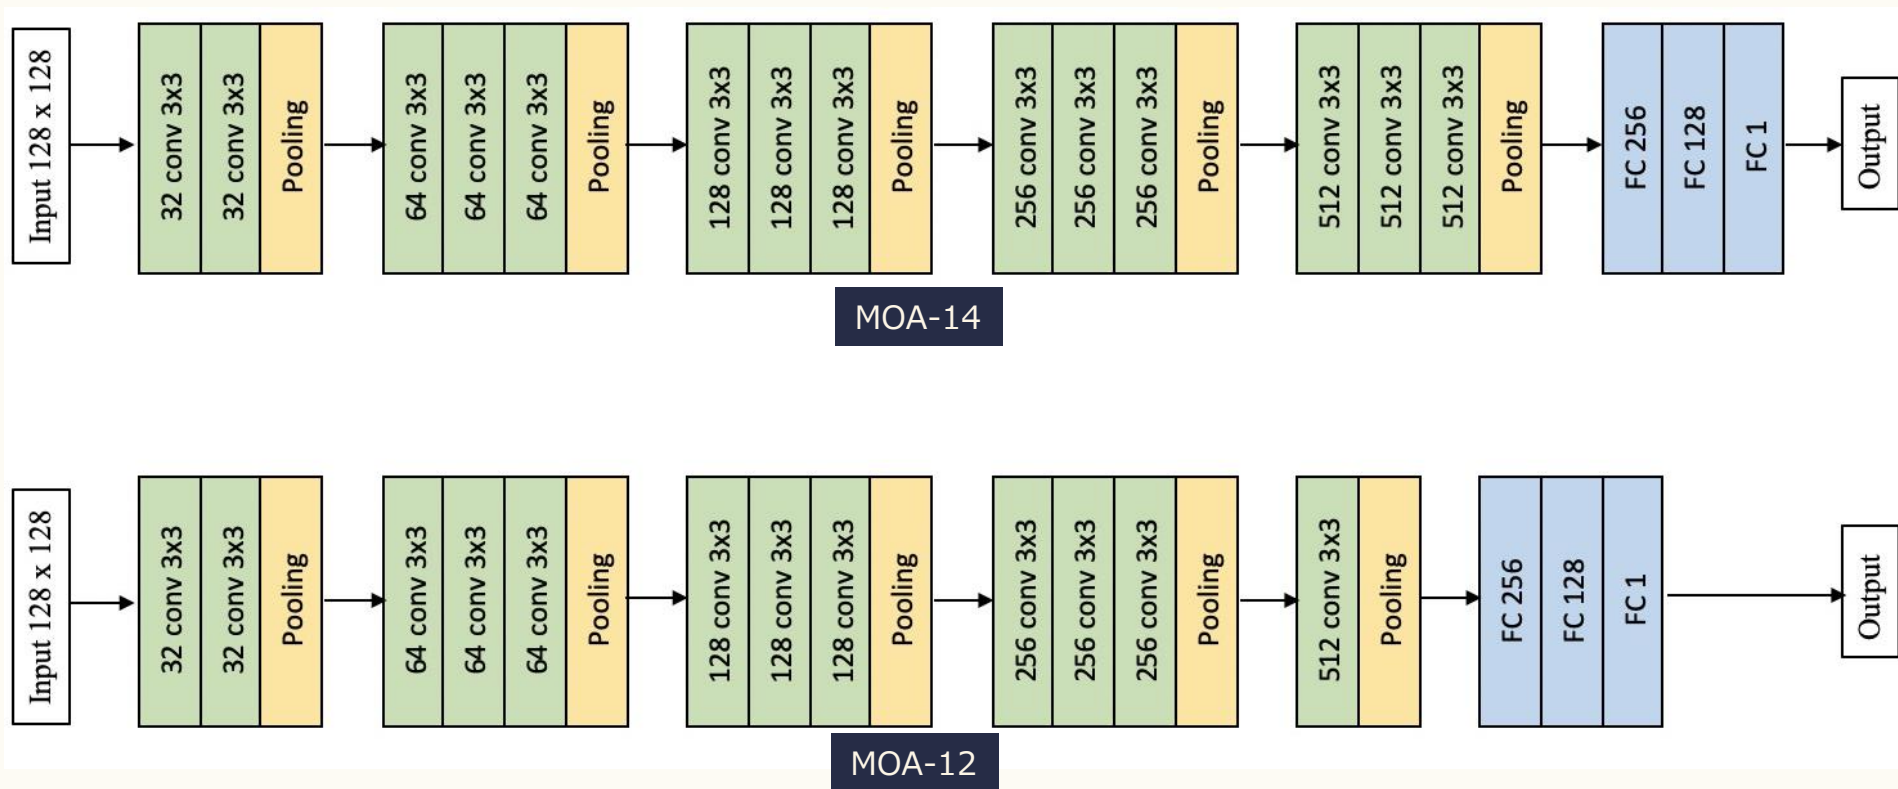 Input 128 x 128
32 conv 3x3
32 conv 3x3
Pooling
64 conv 3x3
64 conv 3x3
64 conv 3x3
Pooling
128 conv 3x3
128 conv 3x3
128 conv 3x3
Pooling
256 conv 3x3
256 conv 3x3
256 conv 3x3
Pooling
512 conv 3x3
512 conv 3x3
512 conv 3x3
Pooling
FC 256
FC 128
FC 1
Output
MOA-14
Input 128 x 128
32 conv 3x3
32 conv 3x3
Pooling
64 conv 3x3
64 conv 3x3
64 conv 3x3
Pooling
128 conv 3x3
128 conv 3x3
128 conv 3x3
Pooling
256 conv 3x3
256 conv 3x3
256 conv 3x3
Pooling
512 conv 3x3
Pooling
FC 256
FC 128
FC 1
Output
MOA-12